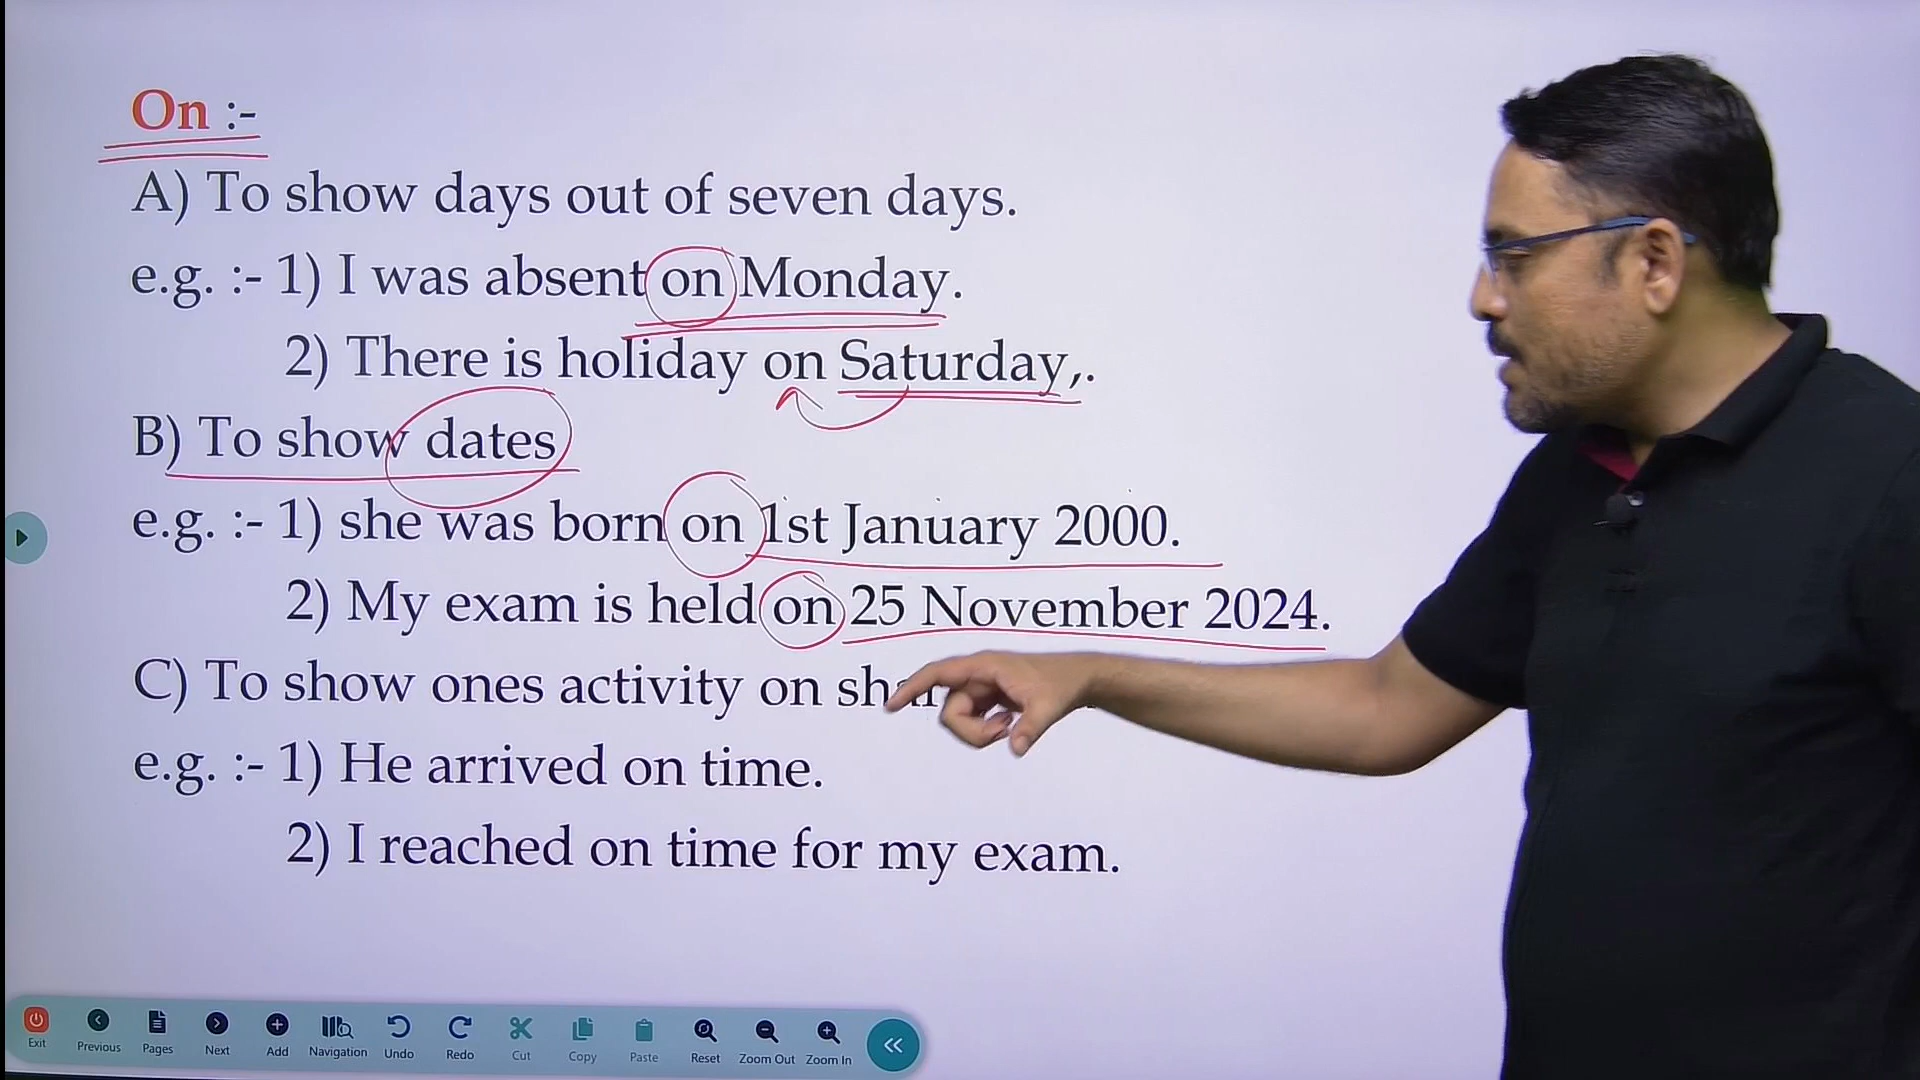 On :-
A) To show days out of seven days.
e.g. :- 1) I was absent on Monday.
2) There is holiday on Saturday,.
B) To show dates
e.g. :- 1) she was born on 1st January 2000.
2) My exam is held on 25 November 2024.
C) To show ones activity on
e.g. :- 1) He arrived on time.
2) I reached on time for my exam.
Exit Previous Pages Next Add Navigation Undo Redo Cut Copy Paste Reset Zoom Out Zoom In